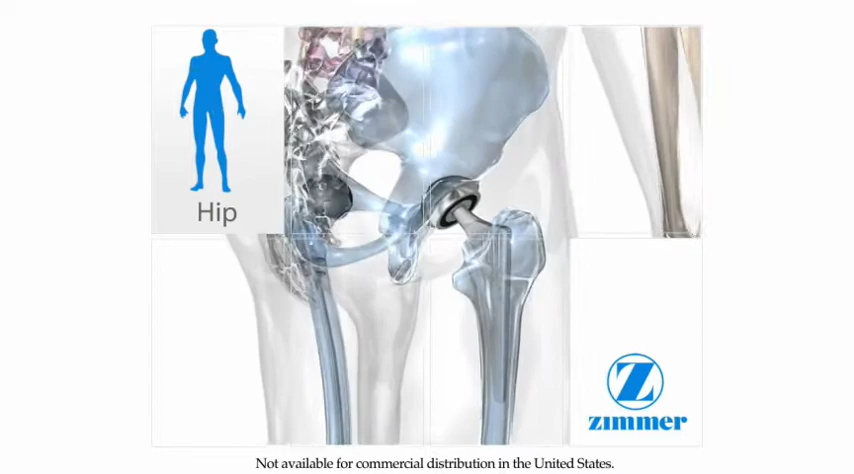 Hip
Z
zimmer
Not available for commercial distribution in the United States.